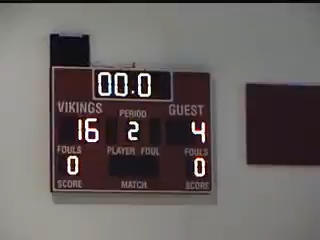 00.0
VIKINGS PERIOD GUEST
16 2 4
FOULS PLAYER FOUL FOULS
0 0
SCORE MATCH SCORE